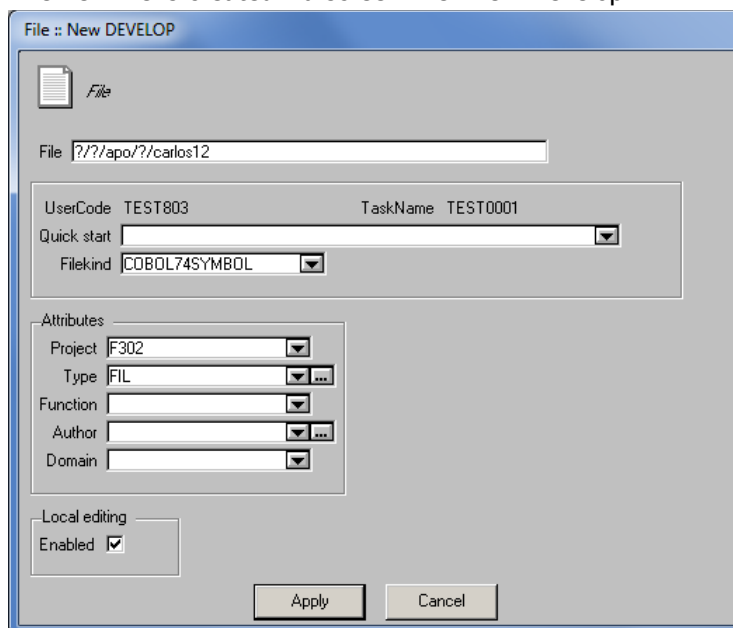 File :: New DEVELOP
File
File ?/?/apo/?/carlos12
UserCode TEST803 TaskName TEST0001
Quick start
Filekind COBOL74SYMBOL
Attributes
Project F302
Type FIL ...
Function
Author ...
Domain
Local editing
Enabled
Apply Cancel